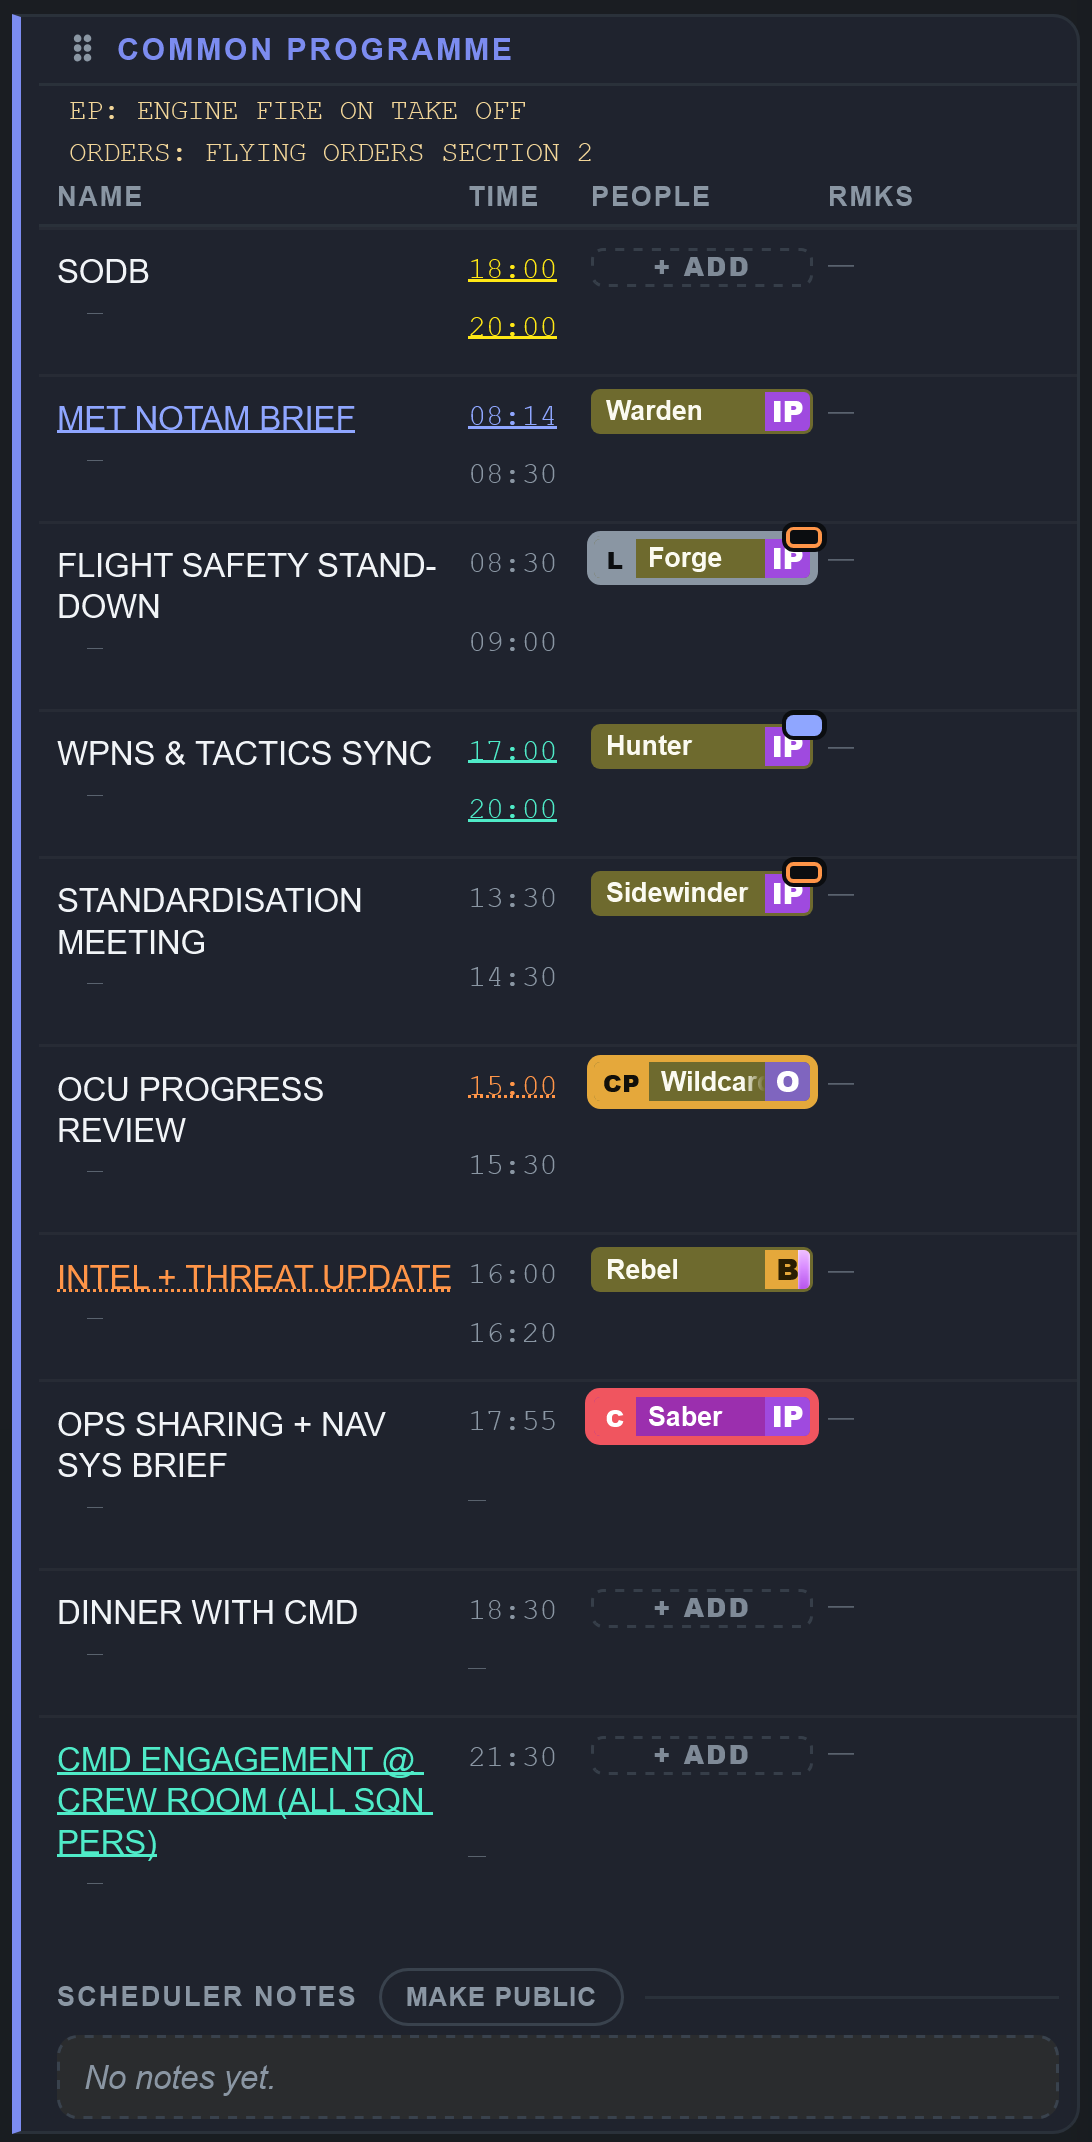 COMMON PROGRAMME
EP: ENGINE FIRE ON TAKE OFF
ORDERS: FLYING ORDERS SECTION 2
NAME TIME PEOPLE RMKS
SODB 18:00 + ADD —
— 20:00
MET NOTAM BRIEF 08:14 Warden IP —
— 08:30
FLIGHT SAFETY STAND- 08:30 L Forge IP —
DOWN
— 09:00
WPNS & TACTICS SYNC 17:00 Hunter IP —
— 20:00
STANDARDISATION 13:30 Sidewinder IP —
MEETING
— 14:30
OCU PROGRESS 15:00 CP Wildcard O —
REVIEW
— 15:30
INTEL + THREAT UPDATE 16:00 Rebel B —
— 16:20
OPS SHARING + NAV 17:55 C Saber IP —
SYS BRIEF
— —
DINNER WITH CMD 18:30 + ADD —
— —
CMD ENGAGEMENT @ 21:30 + ADD —
CREW ROOM (ALL SQN
PERS) —
—
SCHEDULER NOTES MAKE PUBLIC
No notes yet.